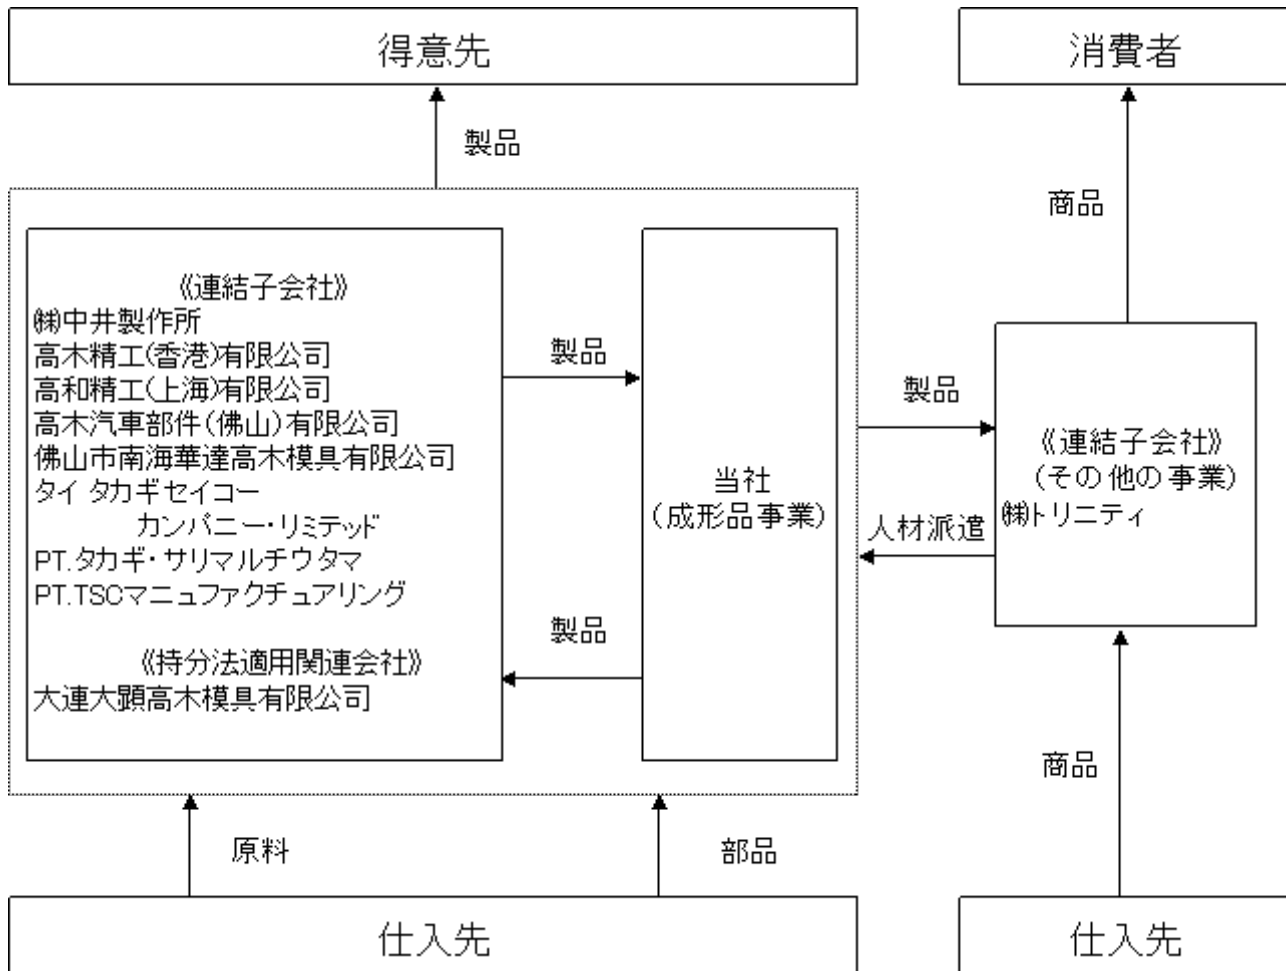 得意先
消費者
製品
商品
《連結子会社》
㈱中井製作所
高木精工(香港)有限公司
高和精工(上海)有限公司
高木汽車部件(佛山)有限公司
佛山市南海華達高木模具有限公司
タイ タカギセイコー
カンパニー・リミテッド
PT.タカギ・サリマルチウタマ
PT.TSCマニュファクチュアリング
《持分法適用関連会社》
大連大顕高木模具有限公司
製品
製品
当社
(成形品事業)
製品
人材派遣
《連結子会社》
(その他の事業)
㈱トリニティ
商品
原料
部品
仕入先
仕入先